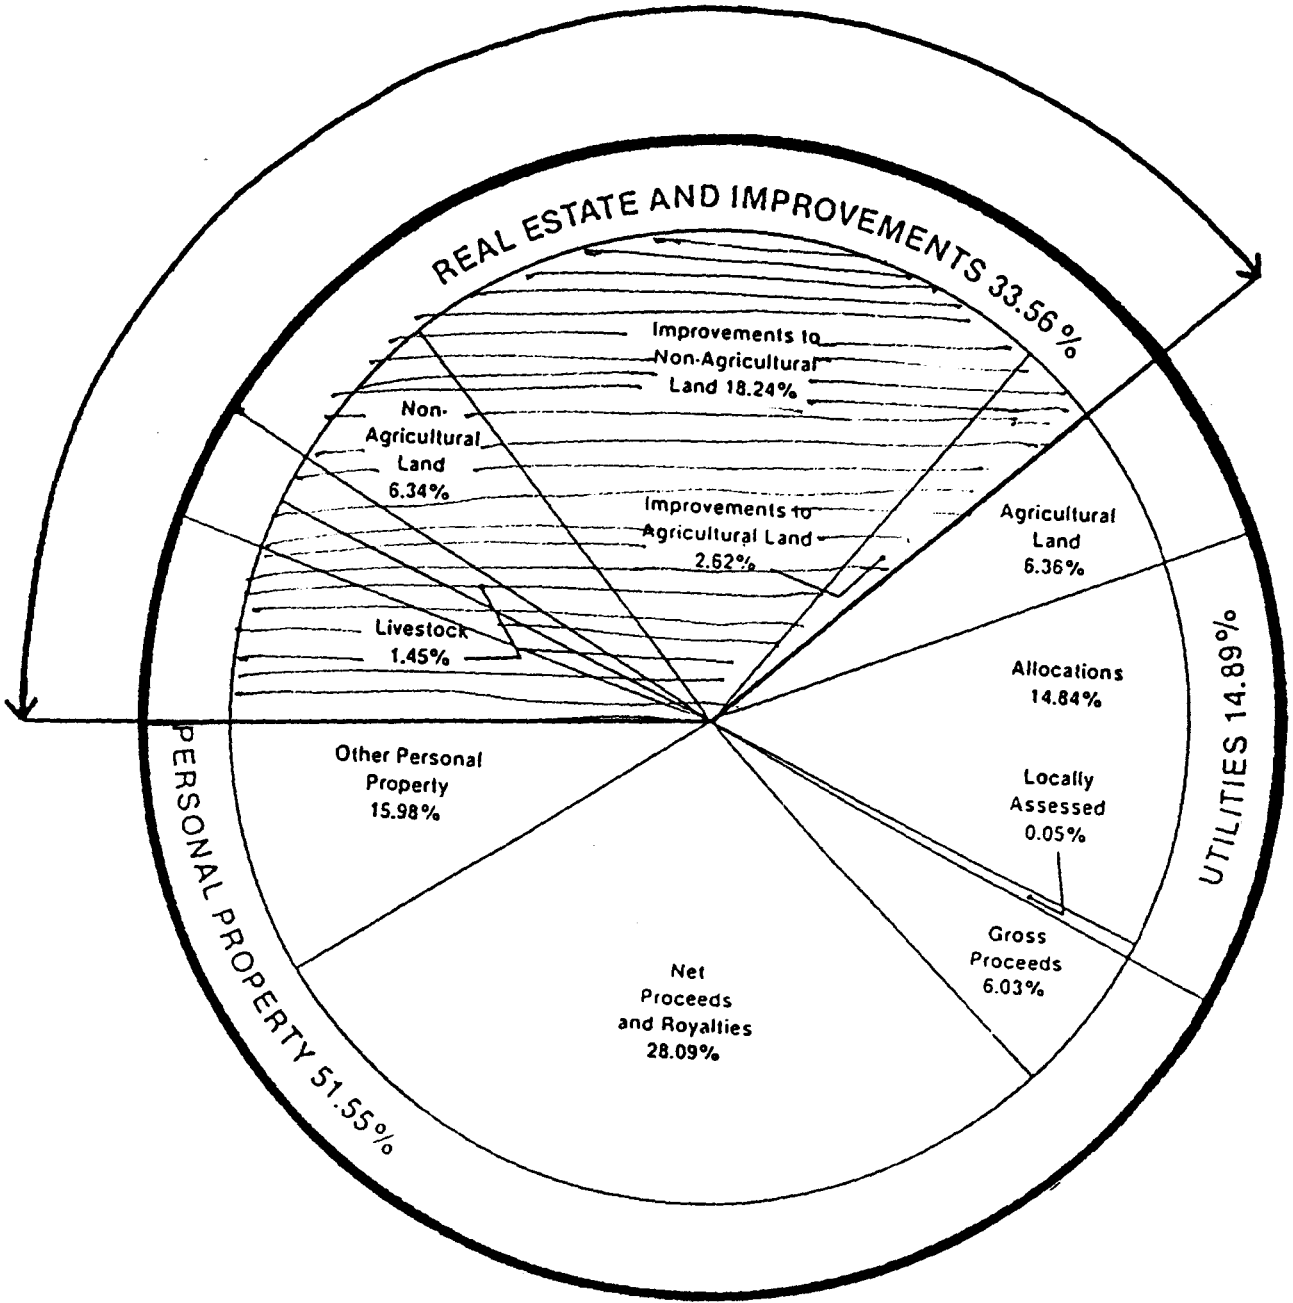 REAL ESTATE AND IMPROVEMENTS 33.56%
Improvements to
Non-Agricultural
Land 18.24%
Non-
Agricultural
Land
6.34%
Improvements to
Agricultural Land
2.62%
Agricultural
Land
6.36%
Livestock
1.45%
Allocations
14.84%
UTILITIES 14.89%
Other Personal
Property
15.98%
Locally
Assessed
0.05%
Gross
Proceeds
6.03%
Net
Proceeds
and Royalties
28.09%
PERSONAL PROPERTY 51.55%